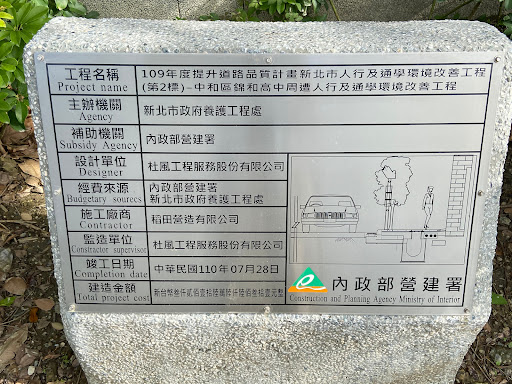 工程名稱 Project name
109年度提升道路品質計畫新北市人行及通學環境改善工程
(第2標)-中和區錦和高中周遭人行及通學環境改善工程
主辦機關 Agency
新北市政府養護工程處
補助機關 Subsidy Agency
內政部營建署
設計單位 Designer
杜風工程服務股份有限公司
經費來源 Budgetary sourecs
內政部營建署
新北市政府養護工程處
施工廠商 Contractor
稻田營造有限公司
監造單位 Constractor supervisor
杜風工程服務股份有限公司
竣工日期 Completion date
中華民國110年07月28日
建造金額 Total project cost
內政部營建署
Construction and Planning Agency Ministry of Interior